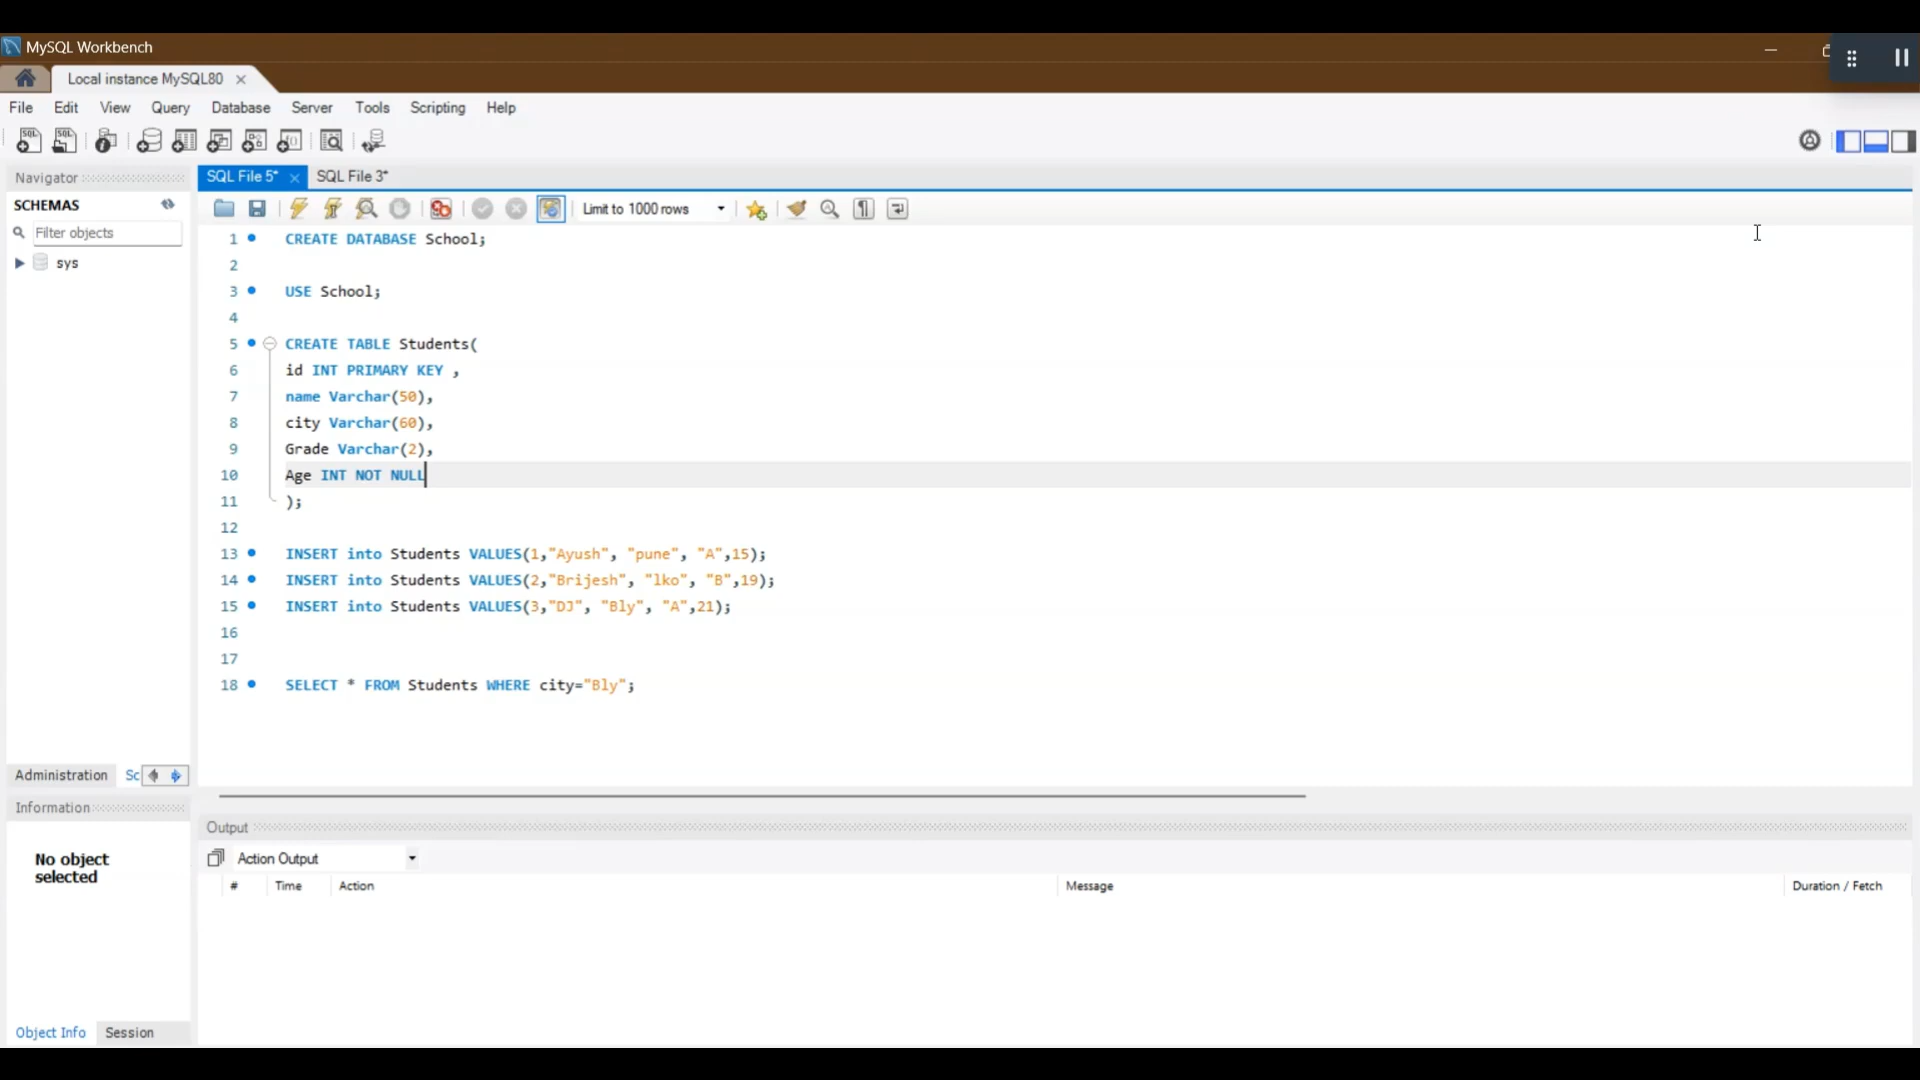 MySQL Workbench
Local instance MySQL80
File Edit View Query Database Server Tools Scripting Help
Navigator
SQL File 5* SQL File 3*
SCHEMAS
Limit to 1000 rows
Filter objects
sys
1 CREATE DATABASE School;
2
3 USE School;
4
5 CREATE TABLE Students(
6 id INT PRIMARY KEY ,
7 name Varchar(50),
8 city Varchar(60),
9 Grade Varchar(2),
10 Age INT NOT NULL
11 );
12
13 INSERT into Students VALUES(1,"Ayush", "pune", "A",15);
14 INSERT into Students VALUES(2,"Brijesh", "lko", "B",19);
15 INSERT into Students VALUES(3,"DJ", "Bly", "A",21);
16
17
18 SELECT * FROM Students WHERE city="Bly";
Administration Sc
Information
Output
No object
selected
Action Output
# Time Action Message Duration / Fetch
Object Info Session